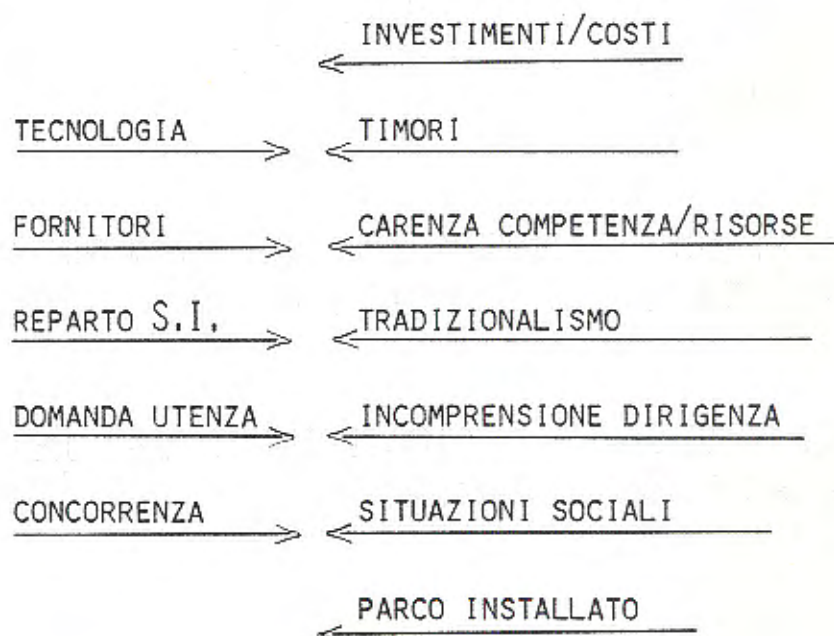 INVESTIMENTI/COSTI
TECNOLOGIA TIMORI
FORNITORI CARENZA COMPETENZA/RISORSE
REPARTO S.I. TRADIZIONALISMO
DOMANDA UTENZA INCOMPRENSIONE DIRIGENZA
CONCORRENZA SITUAZIONI SOCIALI
PARCO INSTALLATO